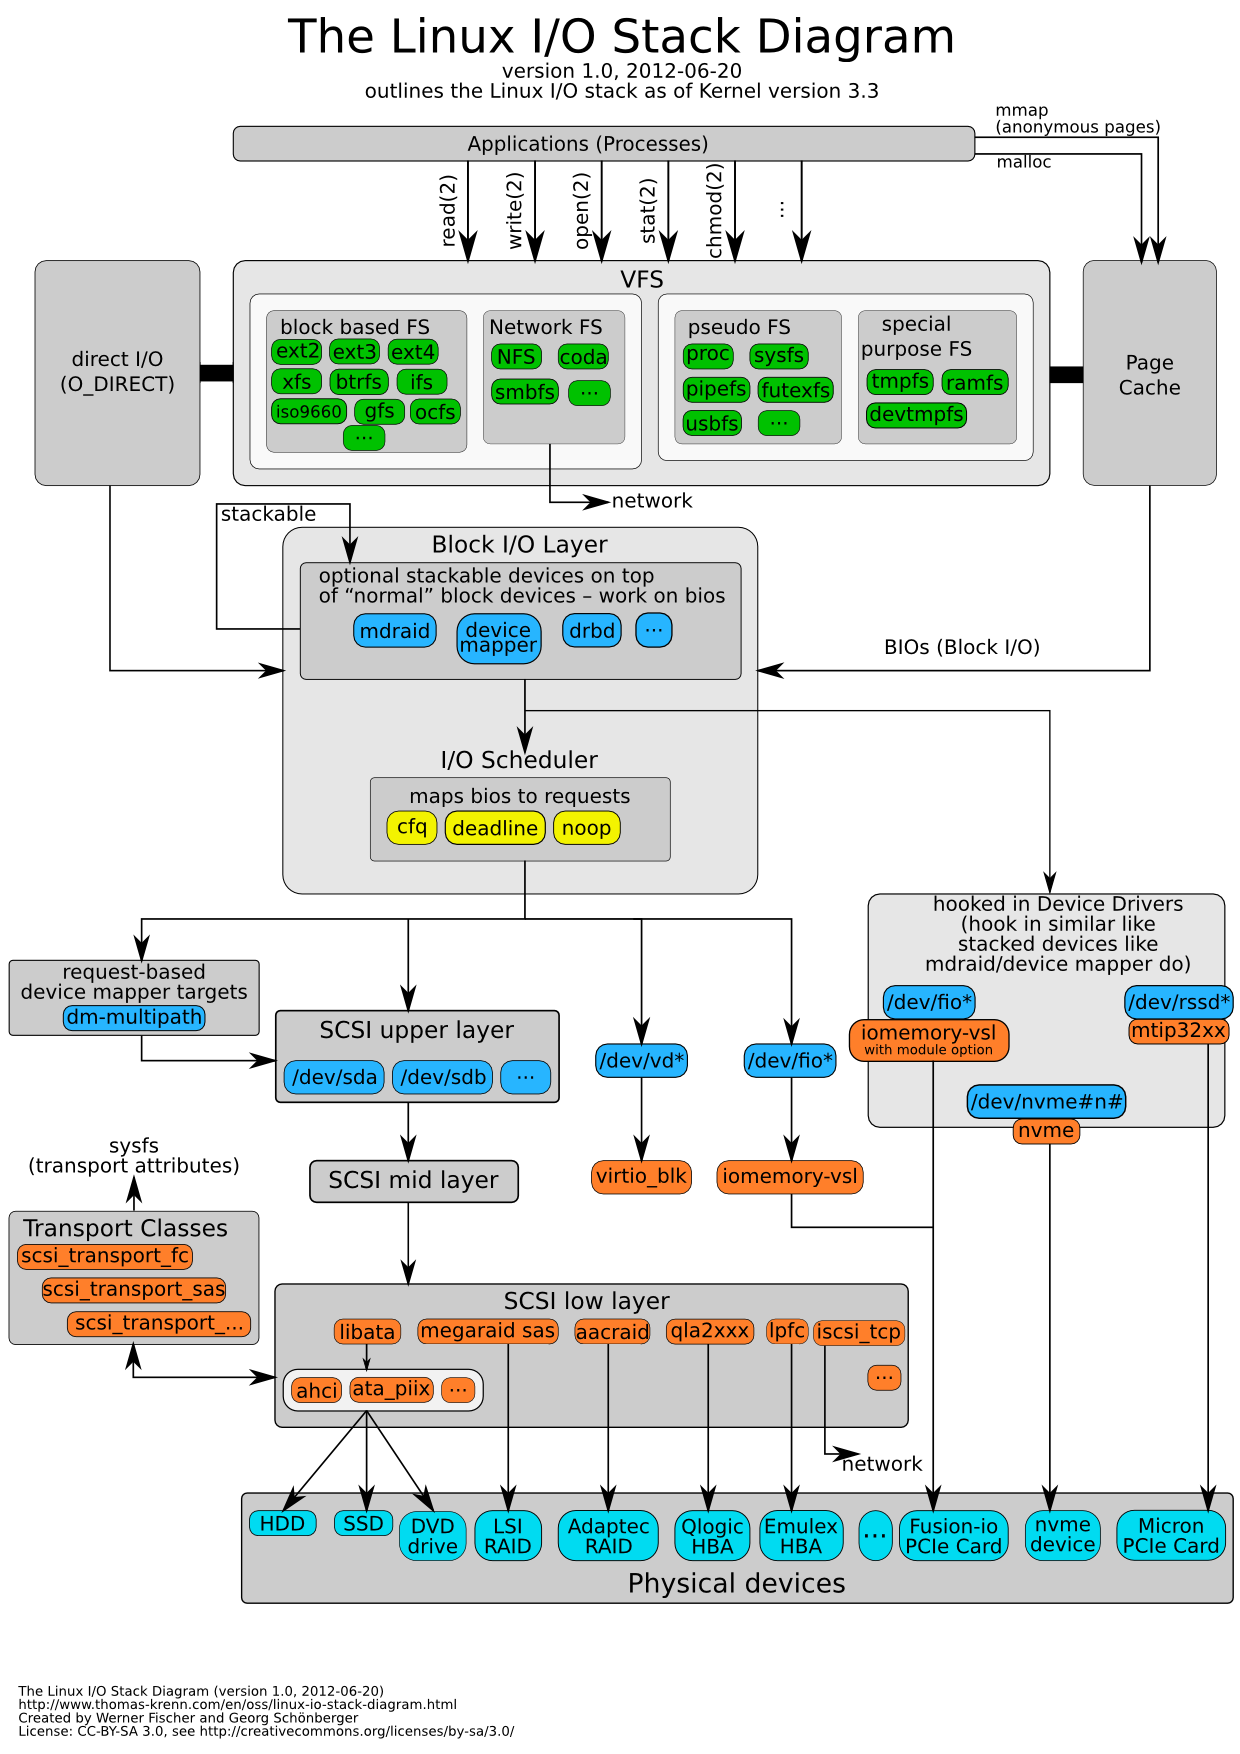 The Linux I/O Stack Diagram
version 1.0, 2012-06-20
outlines the Linux I/O stack as of Kernel version 3.3
mmap
(anonymous pages)
malloc
Applications (Processes)
read(2)
write(2)
open(2)
stat(2)
chmod(2)
...
direct I/O
(O_DIRECT)
VFS
block based FS
ext2 ext3 ext4
xfs btrfs ifs
iso9660 gfs ocfs
...
Network FS
NFS coda
smbfs ...
pseudo FS
proc sysfs
pipefs futexfs
usbfs ...
special
purpose FS
tmpfs ramfs
devtmpfs
Page
Cache
network
stackable
Block I/O Layer
optional stackable devices on top
of “normal” block devices – work on bios
mdraid device mapper drbd ...
BIOs (Block I/O)
I/O Scheduler
maps bios to requests
cfq deadline noop
hooked in Device Drivers
(hook in similar like
stacked devices like
mdraid/device mapper do)
/dev/fio* /dev/rssd*
iomemory-vsl mtip32xx
with module option
/dev/nvme#n#
nvme
request-based
device mapper targets
dm-multipath
SCSI upper layer
/dev/sda /dev/sdb ...
/dev/vd* /dev/fio*
sysfs
(transport attributes)
SCSI mid layer
virtio_blk iomemory-vsl
Transport Classes
scsi_transport_fc
scsi_transport_sas
scsi_transport_...
SCSI low layer
libata megaraid sas aacraid qla2xxx lpfc iscsi_tcp
ahci ata_piix ... ...
network
HDD SSD DVD drive LSI RAID Adaptec RAID Qlogic HBA Emulex HBA ... Fusion-io PCIe Card nvme device Micron PCIe Card
Physical devices
The Linux I/O Stack Diagram (version 1.0, 2012-06-20)
http://www.thomas-krenn.com/en/oss/linux-io-stack-diagram.html
Created by Werner Fischer and Georg Schönberger
License: CC-BY-SA 3.0, see http://creativecommons.org/licenses/by-sa/3.0/